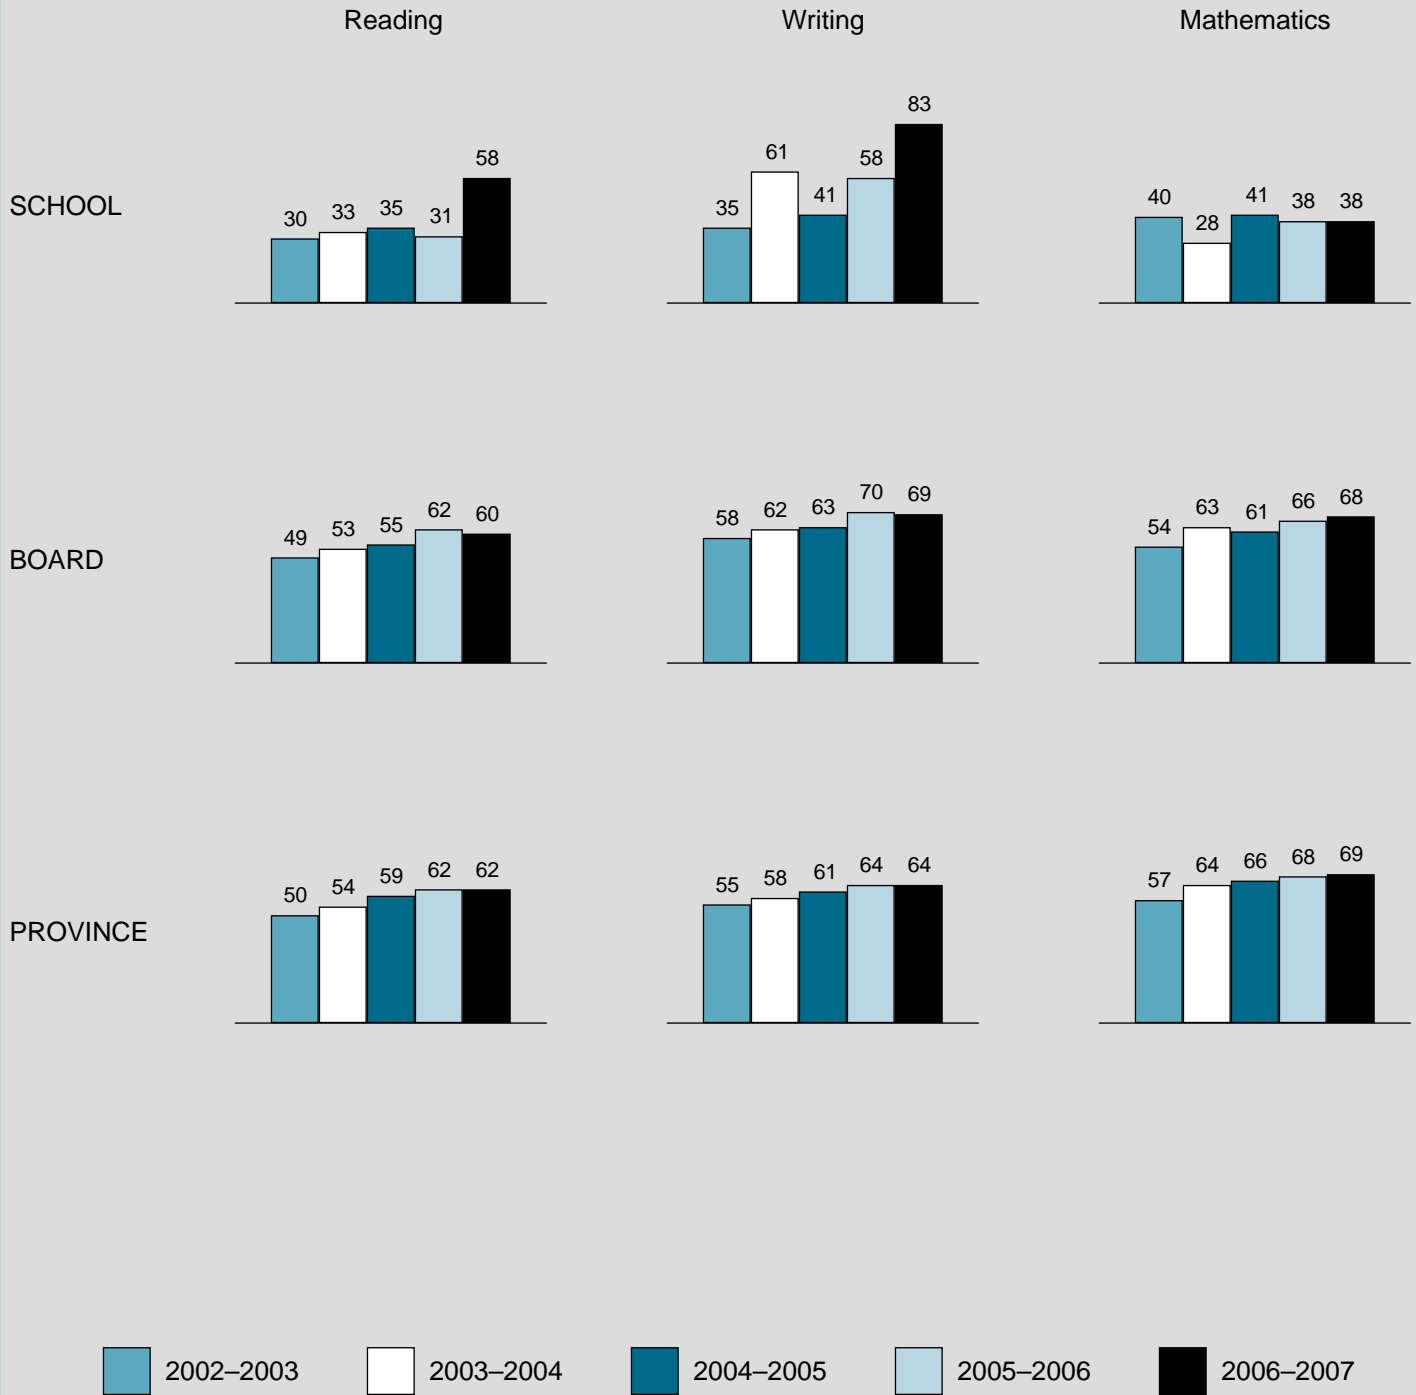 Reading Writing Mathematics
SCHOOL
30 33 35 31 58
35 61 41 58 83
40 28 41 38 38
BOARD
49 53 55 62 60
58 62 63 70 69
54 63 61 66 68
PROVINCE
50 54 59 62 62
55 58 61 64 64
57 64 66 68 69
2002–2003 2003–2004 2004–2005 2005–2006 2006–2007